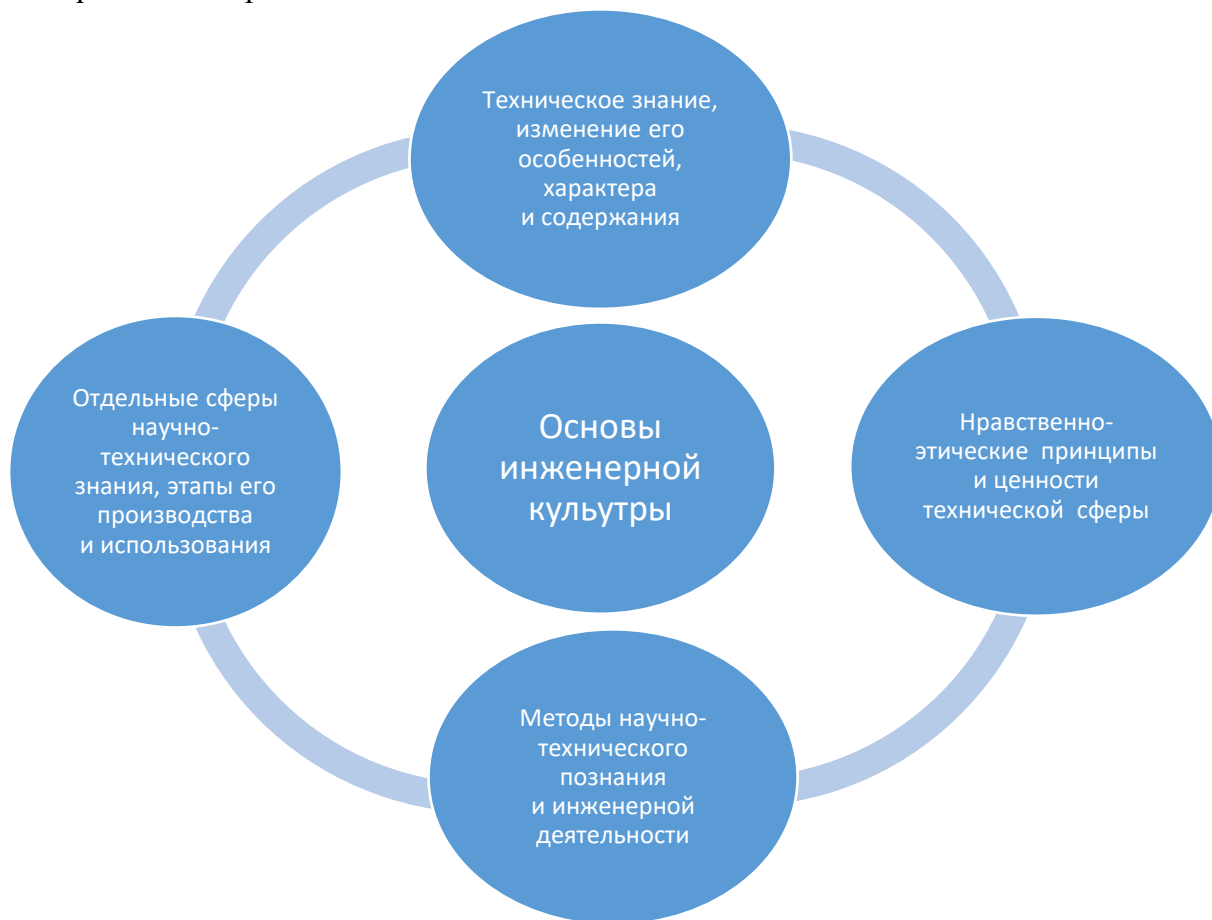 Техническое знание,
изменение его
особенностей,
характера
и содержания
Отдельные сферы
научно-
технического
знания, этапы его
производства
и использования
Основы
инженерной
кульутры
Нравственно-
этические принципы
и ценности
технической сферы
Методы научно-
технического
познания
и инженерной
деятельности